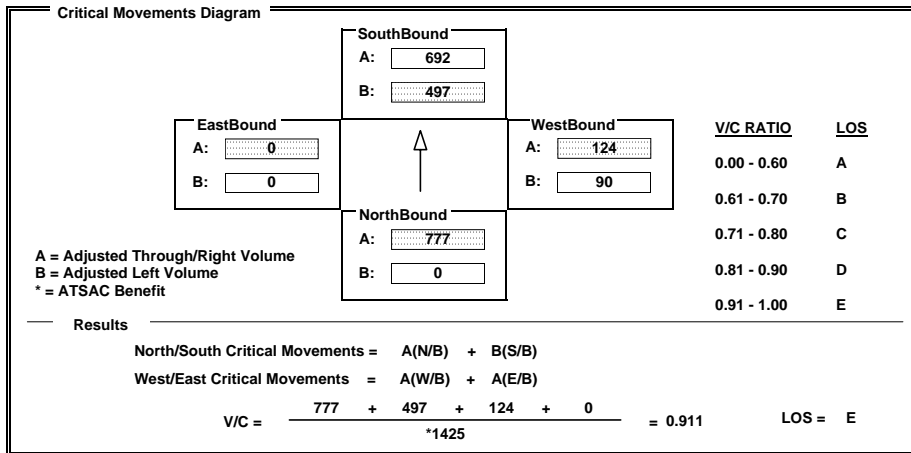 Critical Movements Diagram
SouthBound
A: 692
B: 497
EastBound
A: 0
B: 0
WestBound
A: 124
B: 90
NorthBound
A: 777
B: 0
V/C RATIO LOS
0.00 - 0.60 A
0.61 - 0.70 B
0.71 - 0.80 C
0.81 - 0.90 D
0.91 - 1.00 E
A = Adjusted Through/Right Volume
B = Adjusted Left Volume
* = ATSAC Benefit
Results
North/South Critical Movements = A(N/B) + B(S/B)
West/East Critical Movements = A(W/B) + A(E/B)
V/C = 777 + 497 + 124 + 0 = 0.911 LOS = E
*1425